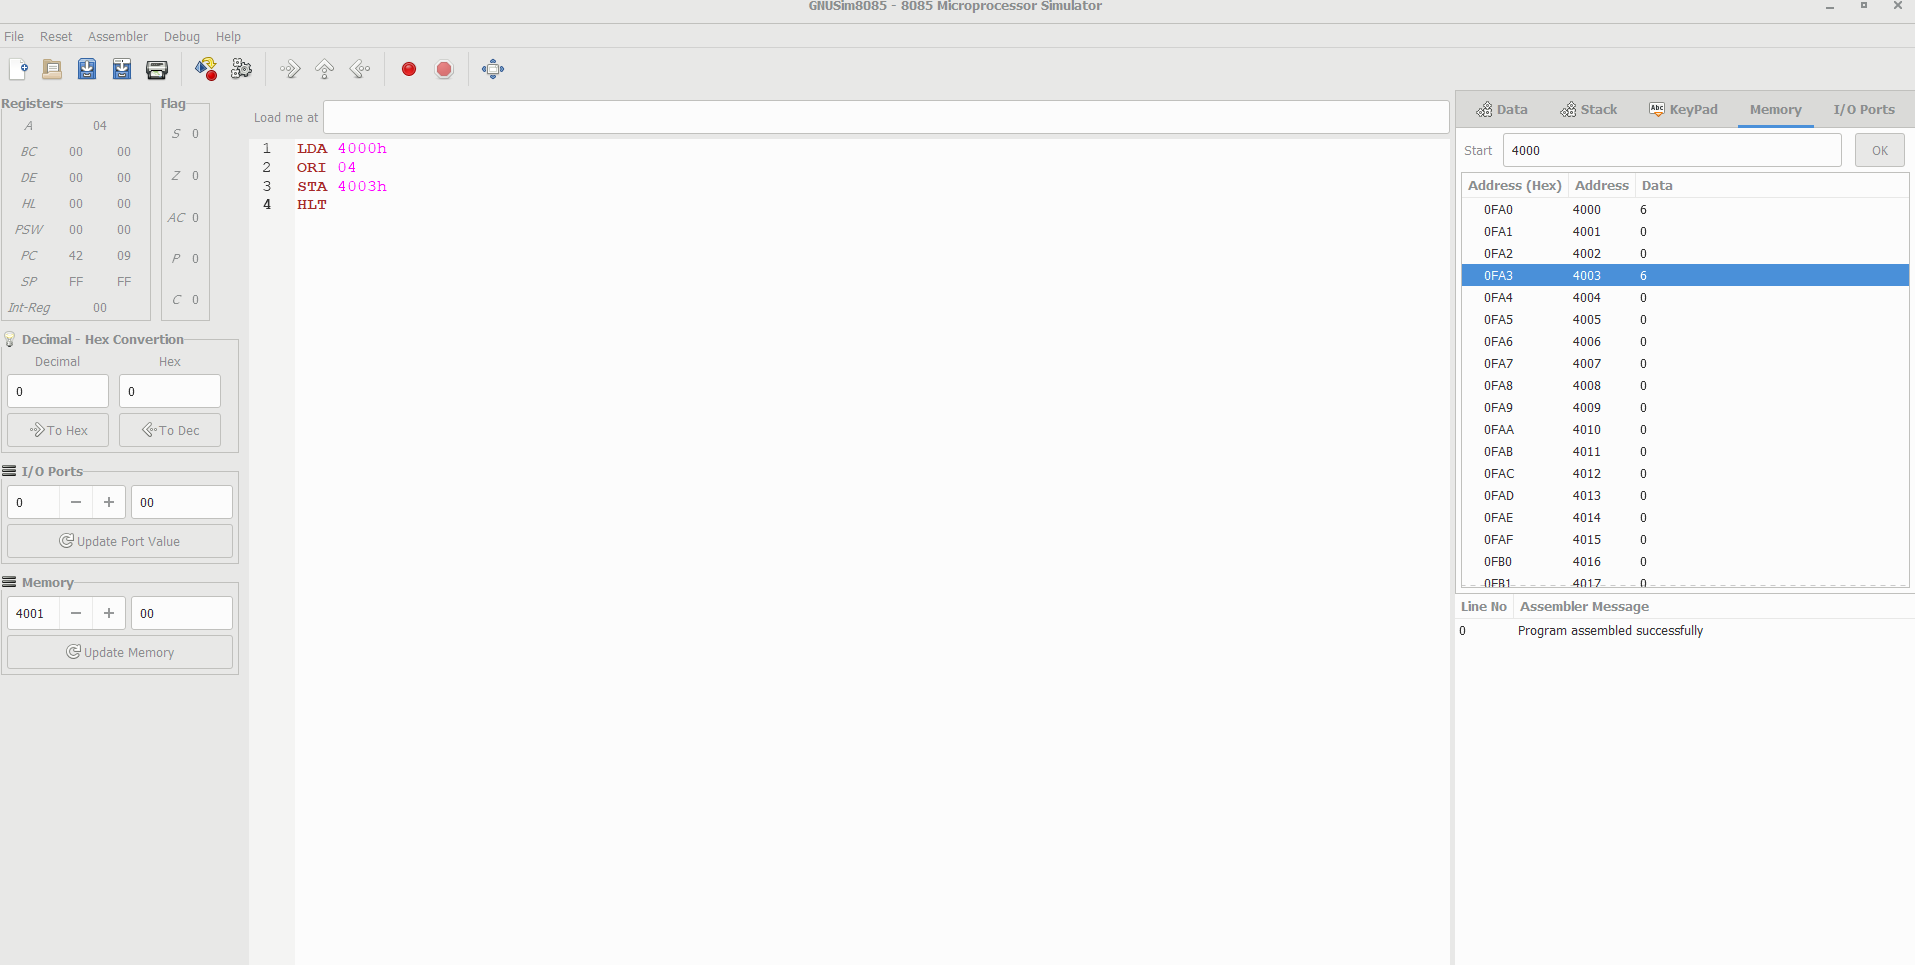 GNUSim8085 - 8085 Microprocessor Simulator
File Reset Assembler Debug Help
Registers
A 04
BC 00 00
DE 00 00
HL 00 00
PSW 00 00
PC 42 09
SP FF FF
Int-Reg 00
Flag
S 0
Z 0
AC 0
P 0
C 0
Decimal - Hex Convertion
Decimal Hex
0 0
To Hex To Dec
I/O Ports
0 − + 00
Update Port Value
Memory
4001 − + 00
Update Memory
Load me at
1 LDA 4000h
2 ORI 04
3 STA 4003h
4 HLT
Data Stack Abc KeyPad Memory I/O Ports
Start 4000 OK
Address (Hex) Address Data
0FA0 4000 6
0FA1 4001 0
0FA2 4002 0
0FA3 4003 6
0FA4 4004 0
0FA5 4005 0
0FA6 4006 0
0FA7 4007 0
0FA8 4008 0
0FA9 4009 0
0FAA 4010 0
0FAB 4011 0
0FAC 4012 0
0FAD 4013 0
0FAE 4014 0
0FAF 4015 0
0FB0 4016 0
0FB1 4017 0
Line No Assembler Message
0 Program assembled successfully